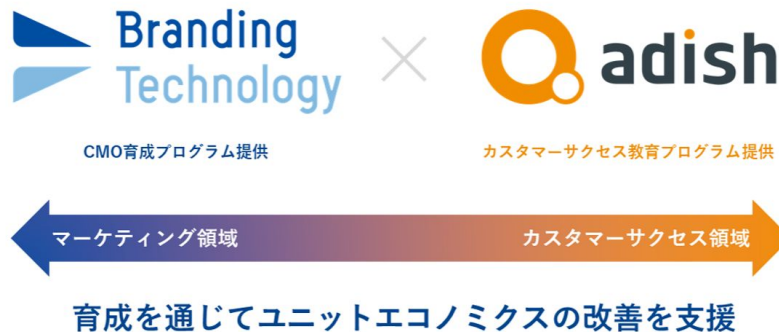 Branding
Technology
adish
CMO育成プログラム提供
カスタマーサクセス教育プログラム提供
マーケティング領域
カスタマーサクセス領域
育成を通じてユニットエコノミクスの改善を支援